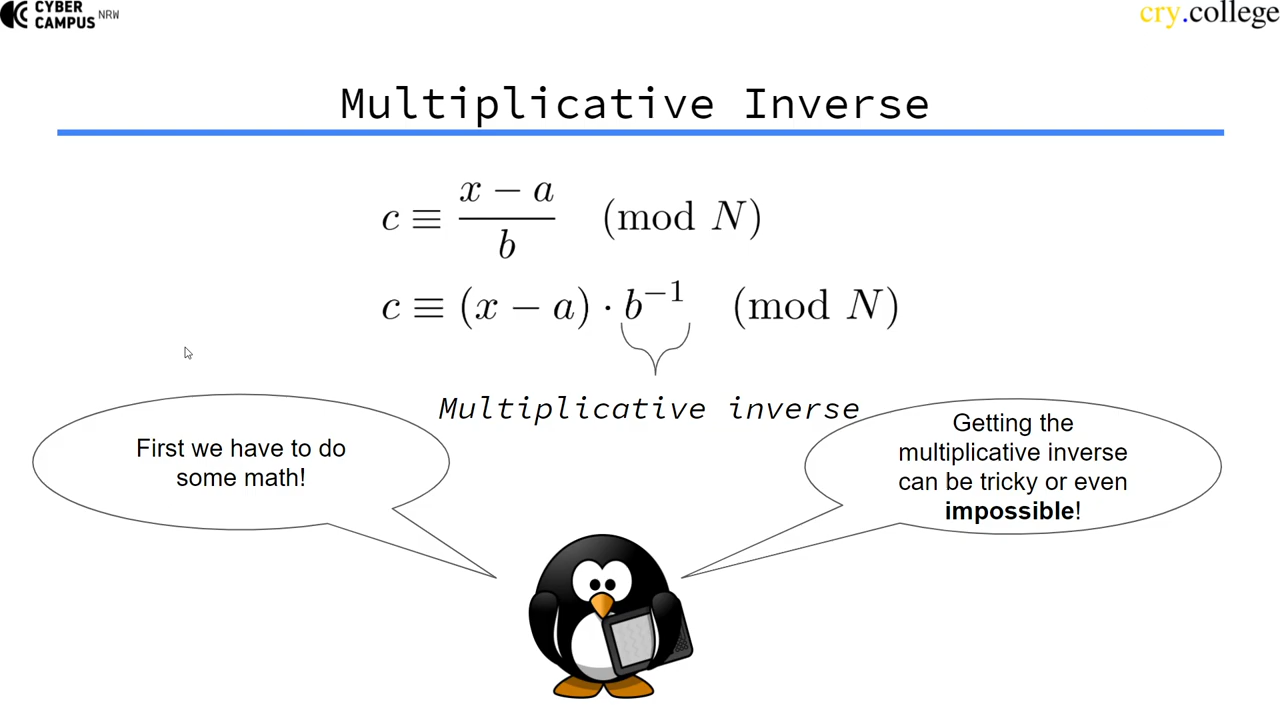 CYBER
CAMPUS NRW
cry.college
Multiplicative Inverse
c ≡ \frac{x - a}{b} (mod N)
c ≡ (x − a) · b⁻¹ (mod N)
Multiplicative inverse
First we have to do
some math!
Getting the
multiplicative inverse
can be tricky or even
impossible!